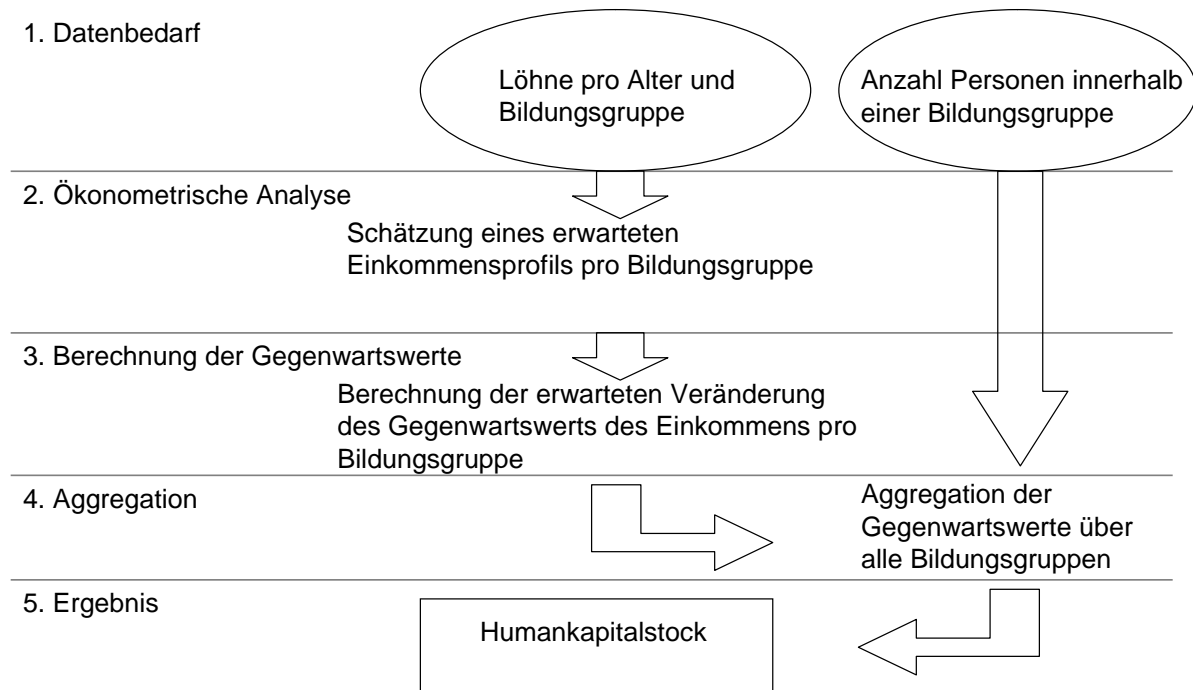 1. Datenbedarf
Löhne pro Alter und
Bildungsgruppe
Anzahl Personen innerhalb
einer Bildungsgruppe
2. Ökonometrische Analyse
Schätzung eines erwarteten
Einkommensprofils pro Bildungsgruppe
3. Berechnung der Gegenwartswerte
Berechnung der erwarteten Veränderung
des Gegenwartswerts des Einkommens pro
Bildungsgruppe
4. Aggregation
Aggregation der
Gegenwartswerte über
alle Bildungsgruppen
5. Ergebnis
Humankapitalstock